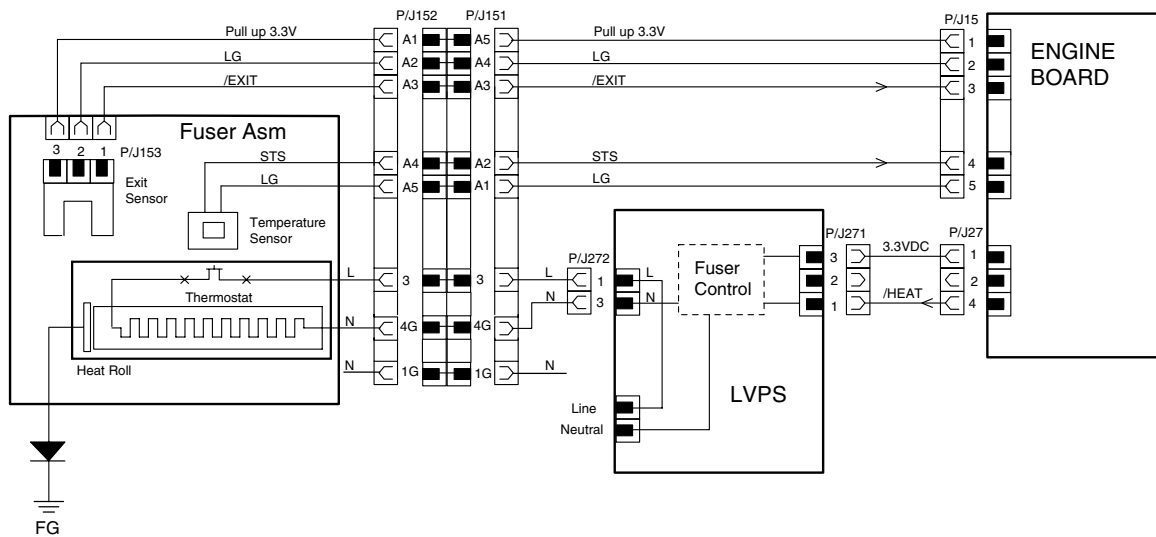 P/J152 P/J151 P/J15
Pull up 3.3V A1 A5 Pull up 3.3V 1 ENGINE
LG A2 A4 LG 2 BOARD
/EXIT A3 A3 /EXIT 3
Fuser Asm
3 2 1 P/J153
STS A4 A2 STS 4
Exit
Sensor
LG A5 A1 LG 5
Temperature
Sensor
P/J271 P/J27
P/J272 3 3.3VDC 1
L 3 3 L 1 L Fuser
Control 2 2
Thermostat
N 3 N 1 /HEAT 4
N 4G 4G
Heat Roll
N 1G 1G N
LVPS
Line
Neutral
FG